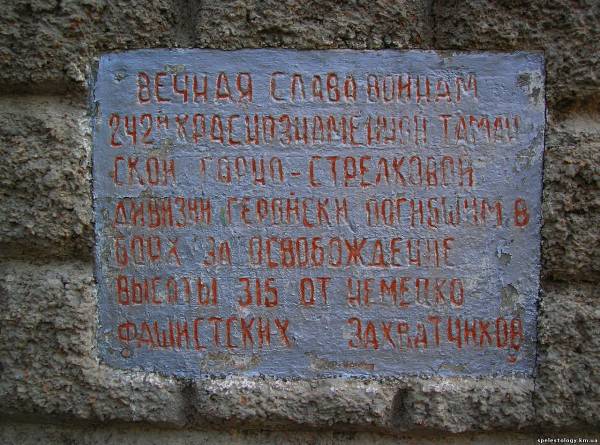 ВЕЧНАЯ СЛАВА ВОИНАМ
242Й КРАСНОЗНАМЕННОЙ ТАМАН
СКОЙ ГОРНО-СТРЕЛКОВОЙ
ДИВИЗИИ ГЕРОЙСКИ ПОГИБШИМ В
БОЯХ ЗА ОСВОБОЖДЕНИЕ
ВЫСОТЫ 315 ОТ НЕМЕЦКО
ФАШИСТСКИХ ЗАХВАТЧИКОВ
spelestology.km.ua